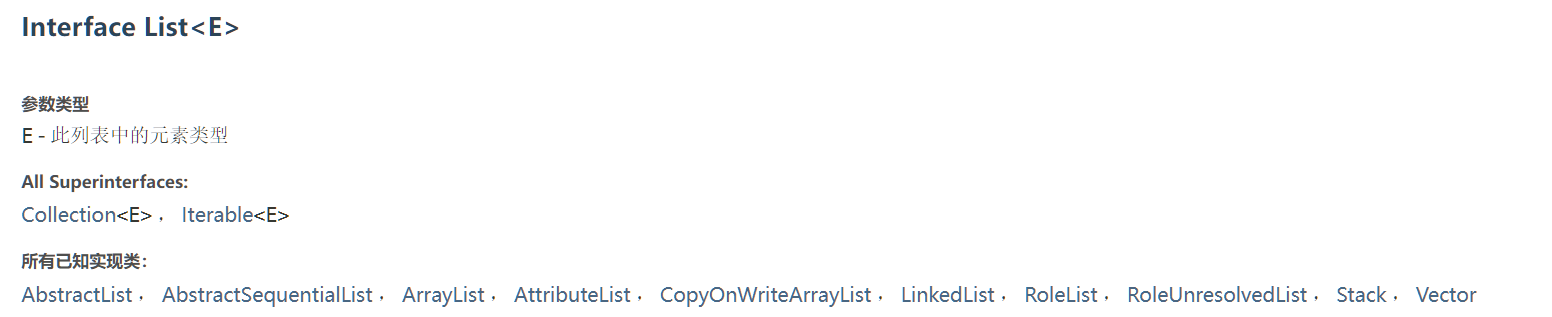 Interface List<E>
参数类型
E - 此列表中的元素类型
All Superinterfaces:
Collection<E> ， Iterable<E>
所有已知实现类：
AbstractList ， AbstractSequentialList ， ArrayList ， AttributeList ， CopyOnWriteArrayList ， LinkedList ， RoleList ， RoleUnresolvedList ， Stack ， Vector